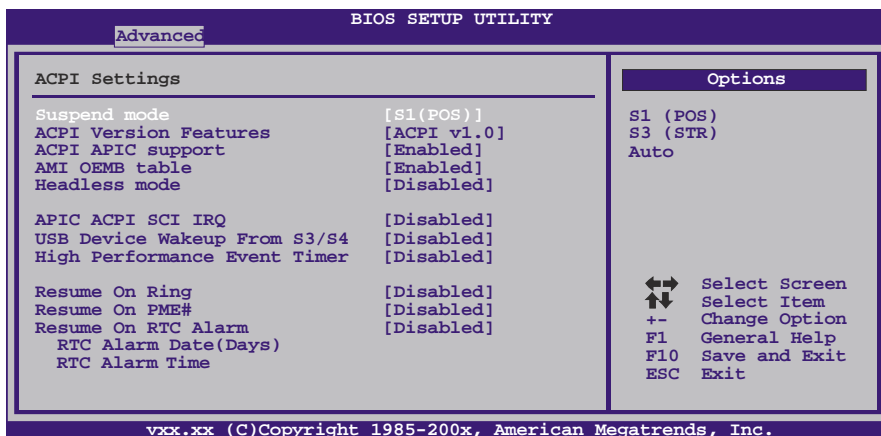 BIOS SETUP UTILITY
Advanced
ACPI Settings
Suspend mode [S1(POS)]
ACPI Version Features [ACPI v1.0]
ACPI APIC support [Enabled]
AMI OEMB table [Enabled]
Headless mode [Disabled]
APIC ACPI SCI IRQ [Disabled]
USB Device Wakeup From S3/S4 [Disabled]
High Performance Event Timer [Disabled]
Resume On Ring [Disabled]
Resume On PME# [Disabled]
Resume On RTC Alarm [Disabled]
RTC Alarm Date(Days)
RTC Alarm Time
Options
S1 (POS)
S3 (STR)
Auto
Select Screen
Select Item
+- Change Option
F1 General Help
F10 Save and Exit
ESC Exit
vxx.xx (C)Copyright 1985-200x, American Megatrends, Inc.